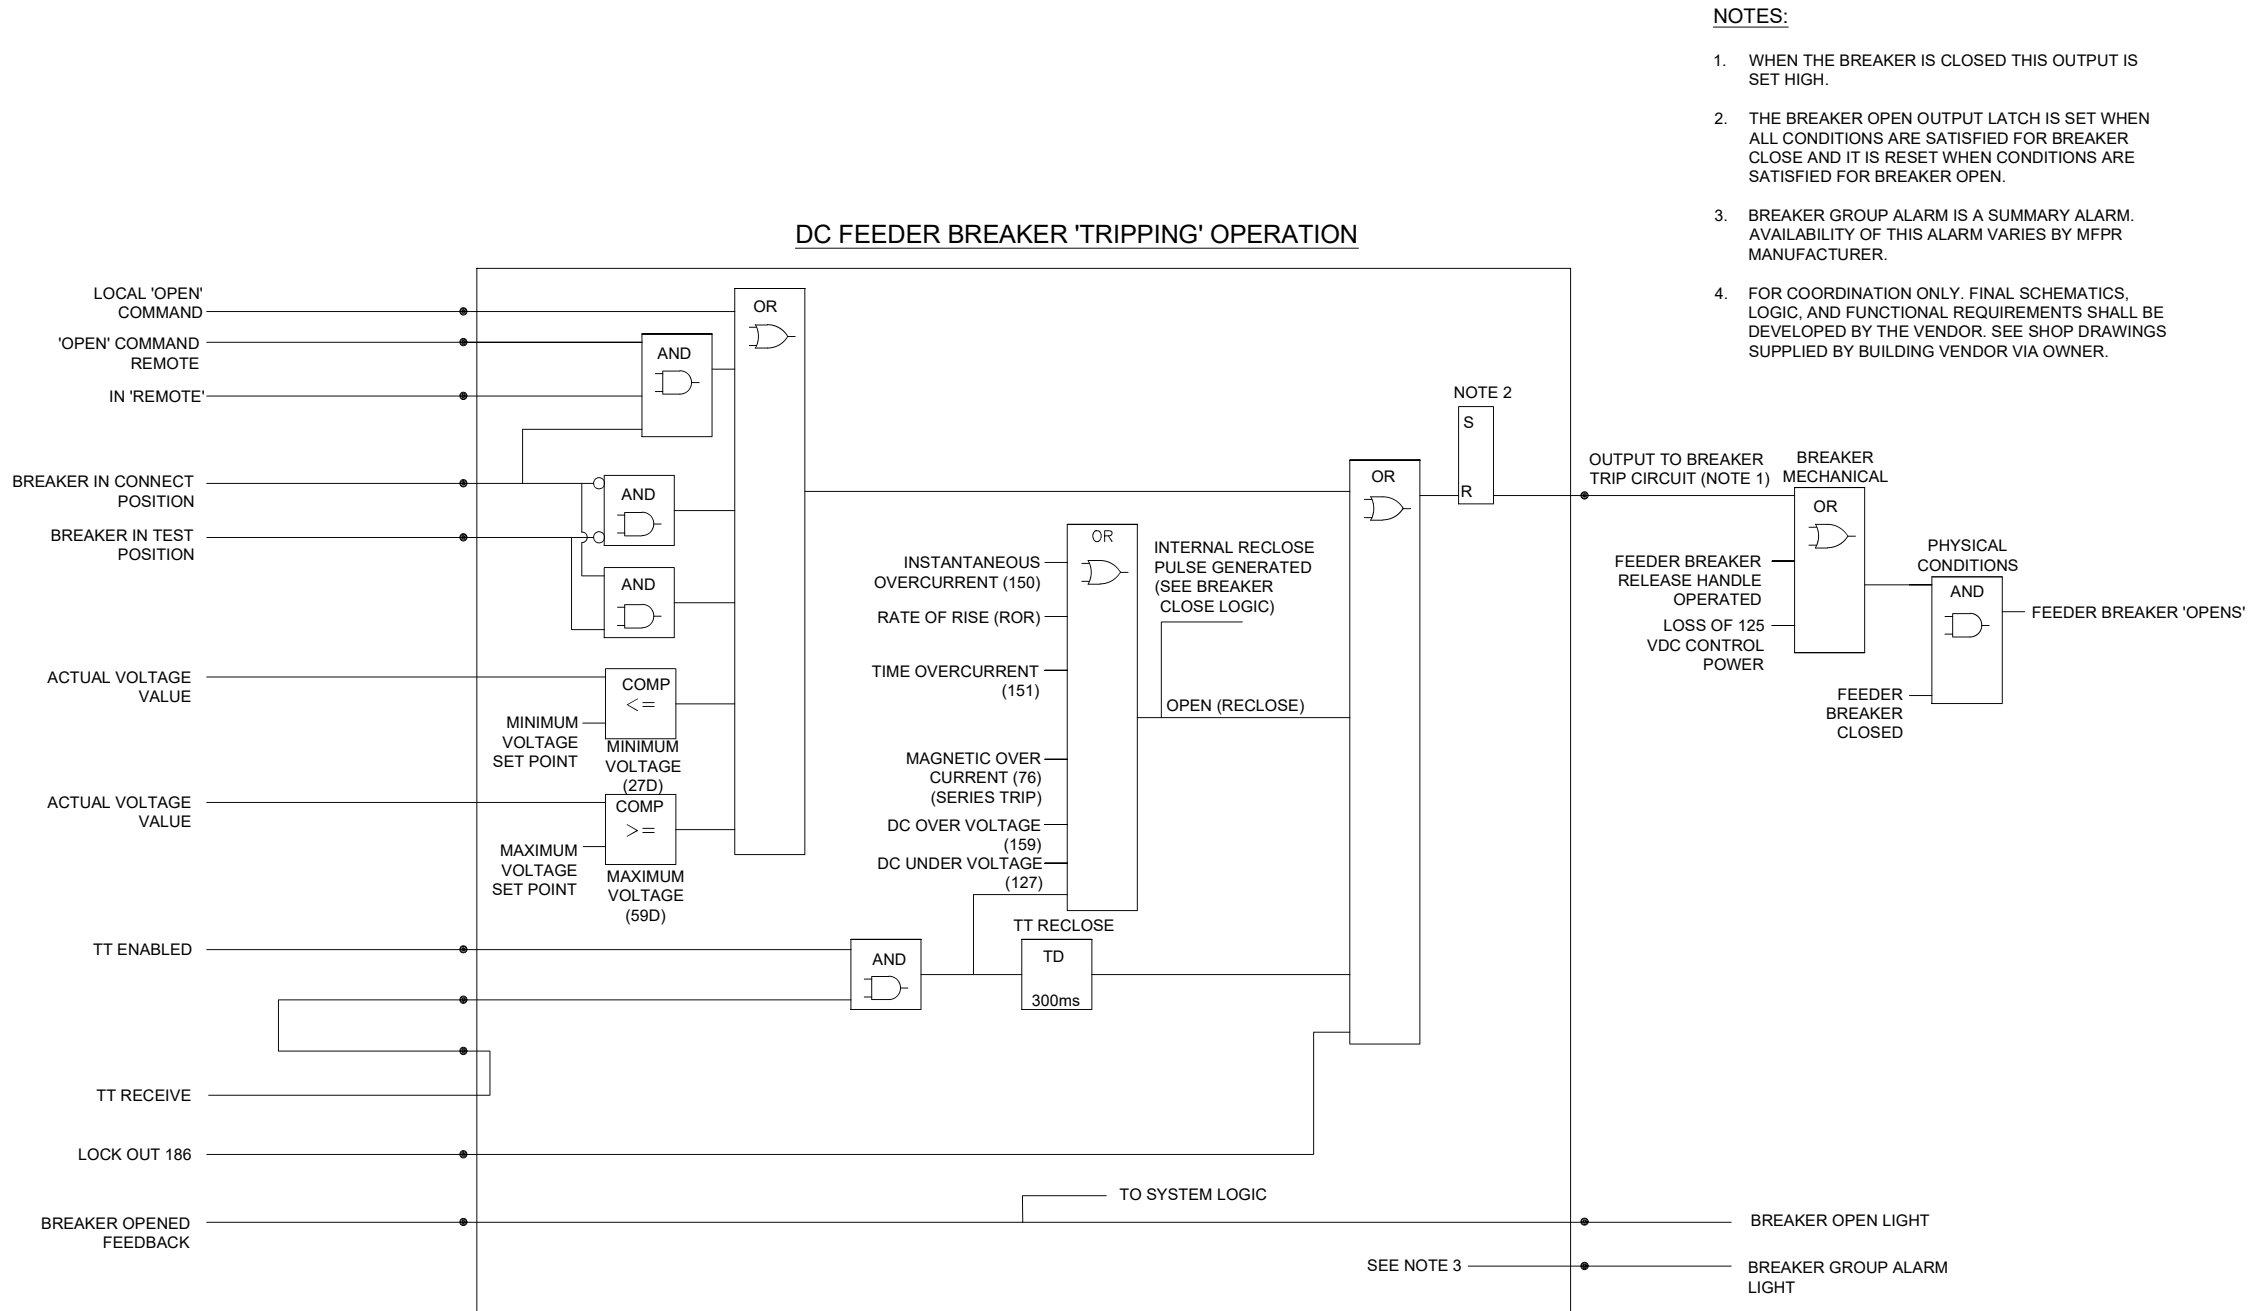 NOTES:
1. WHEN THE BREAKER IS CLOSED THIS OUTPUT IS
SET HIGH.
2. THE BREAKER OPEN OUTPUT LATCH IS SET WHEN
ALL CONDITIONS ARE SATISFIED FOR BREAKER
CLOSE AND IT IS RESET WHEN CONDITIONS ARE
SATISFIED FOR BREAKER OPEN.
3. BREAKER GROUP ALARM IS A SUMMARY ALARM.
AVAILABILITY OF THIS ALARM VARIES BY MFPR
MANUFACTURER.
4. FOR COORDINATION ONLY. FINAL SCHEMATICS,
LOGIC, AND FUNCTIONAL REQUIREMENTS SHALL BE
DEVELOPED BY THE VENDOR. SEE SHOP DRAWINGS
SUPPLIED BY BUILDING VENDOR VIA OWNER.
DC FEEDER BREAKER 'TRIPPING' OPERATION
LOCAL 'OPEN'
COMMAND
'OPEN' COMMAND
REMOTE
IN 'REMOTE'
BREAKER IN CONNECT
POSITION
BREAKER IN TEST
POSITION
ACTUAL VOLTAGE
VALUE
ACTUAL VOLTAGE
VALUE
TT ENABLED
TT RECEIVE
LOCK OUT 186
BREAKER OPENED
FEEDBACK
AND
AND
AND
COMP
<=
MINIMUM
VOLTAGE
SET POINT
MINIMUM
VOLTAGE
(27D)
COMP
>=
MAXIMUM
VOLTAGE
SET POINT
MAXIMUM
VOLTAGE
(59D)
OR
AND
INSTANTANEOUS
OVERCURRENT (150)
RATE OF RISE (ROR)
TIME OVERCURRENT
(151)
MAGNETIC OVER
CURRENT (76)
(SERIES TRIP)
DC OVER VOLTAGE
(159)
DC UNDER VOLTAGE
(127)
OR
INTERNAL RECLOSE
PULSE GENERATED
(SEE BREAKER
CLOSE LOGIC)
OPEN (RECLOSE)
TT RECLOSE
TD
300ms
TO SYSTEM LOGIC
OR
NOTE 2
S
R
OUTPUT TO BREAKER
TRIP CIRCUIT (NOTE 1)
BREAKER
MECHANICAL
OR
FEEDER BREAKER
RELEASE HANDLE
OPERATED
LOSS OF 125
VDC CONTROL
POWER
PHYSICAL
CONDITIONS
AND
FEEDER BREAKER 'OPENS'
FEEDER
BREAKER
CLOSED
BREAKER OPEN LIGHT
SEE NOTE 3
BREAKER GROUP ALARM
LIGHT